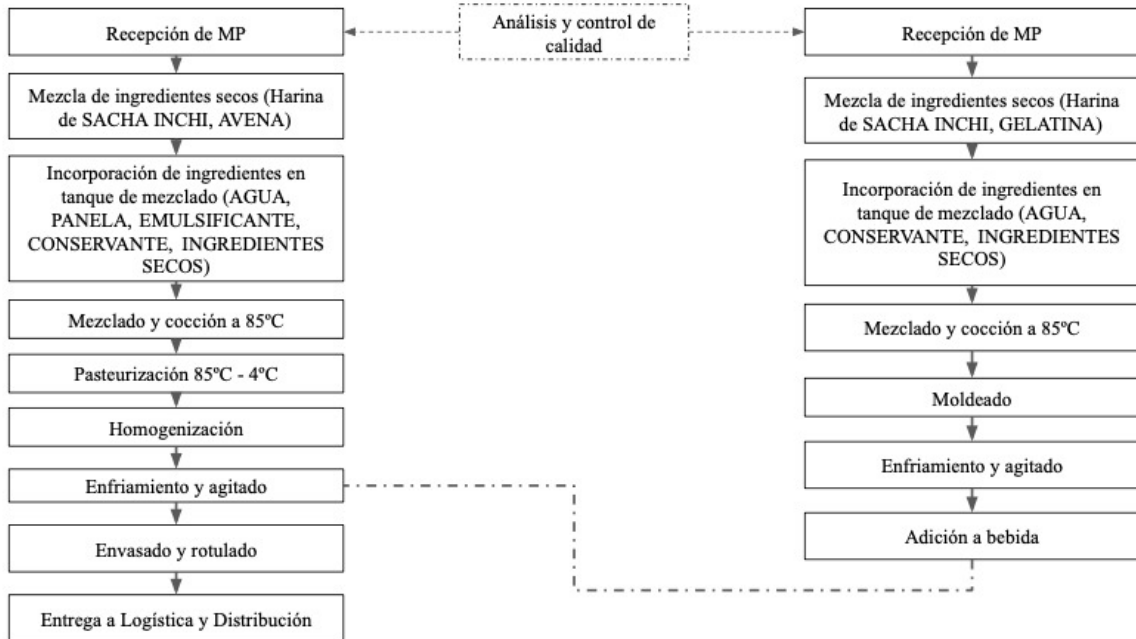 Recepción de MP
Análisis y control de
calidad
Recepción de MP
Mezcla de ingredientes secos (Harina
de SACHA INCHI, AVENA)
Incorporación de ingredientes en
tanque de mezclado (AGUA,
PANELA, EMULSIFICANTE,
CONSERVANTE, INGREDIENTES
SECOS)
Mezclado y cocción a 85ºC
Pasteurización 85ºC - 4ºC
Homogenización
Enfriamiento y agitado
Envasado y rotulado
Entrega a Logística y Distribución
Mezcla de ingredientes secos (Harina
de SACHA INCHI, GELATINA)
Incorporación de ingredientes en
tanque de mezclado (AGUA,
CONSERVANTE, INGREDIENTES
SECOS)
Mezclado y cocción a 85ºC
Moldeado
Enfriamiento y agitado
Adición a bebida